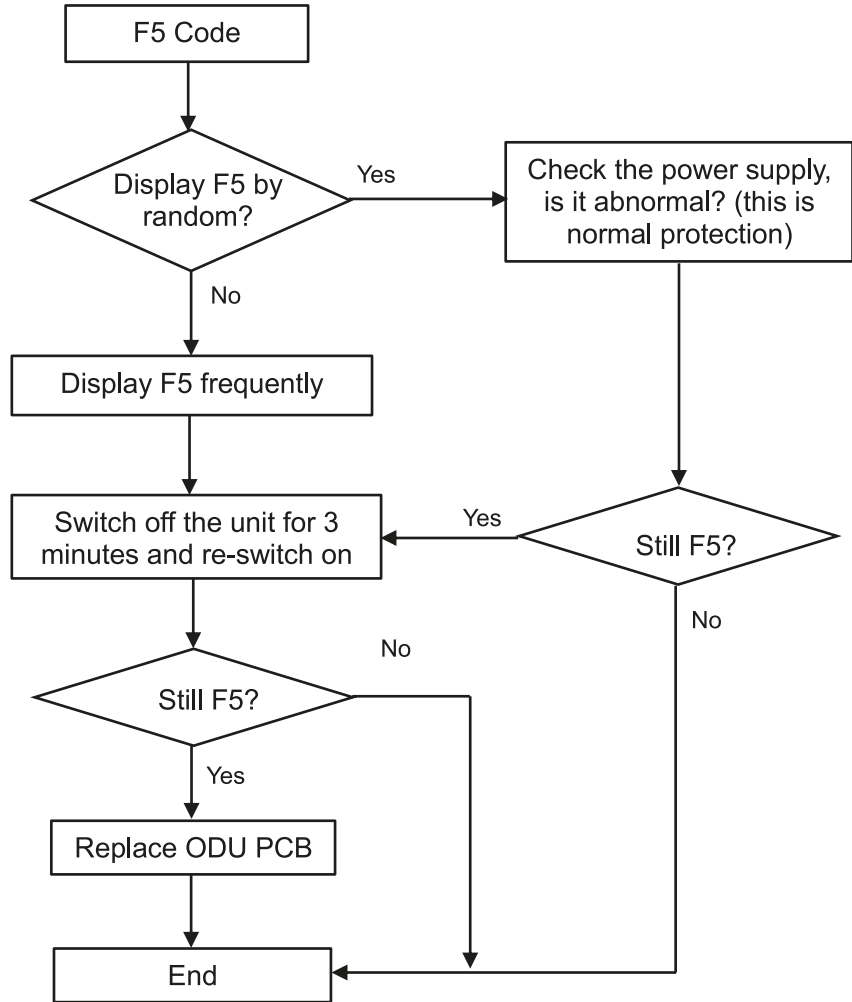 F5 Code
Display F5 by
random?
Yes
Check the power supply,
is it abnormal? (this is
normal protection)
No
Display F5 frequently
Switch off the unit for 3
minutes and re-switch on
Yes
Still F5?
No
No
Still F5?
Yes
Replace ODU PCB
End